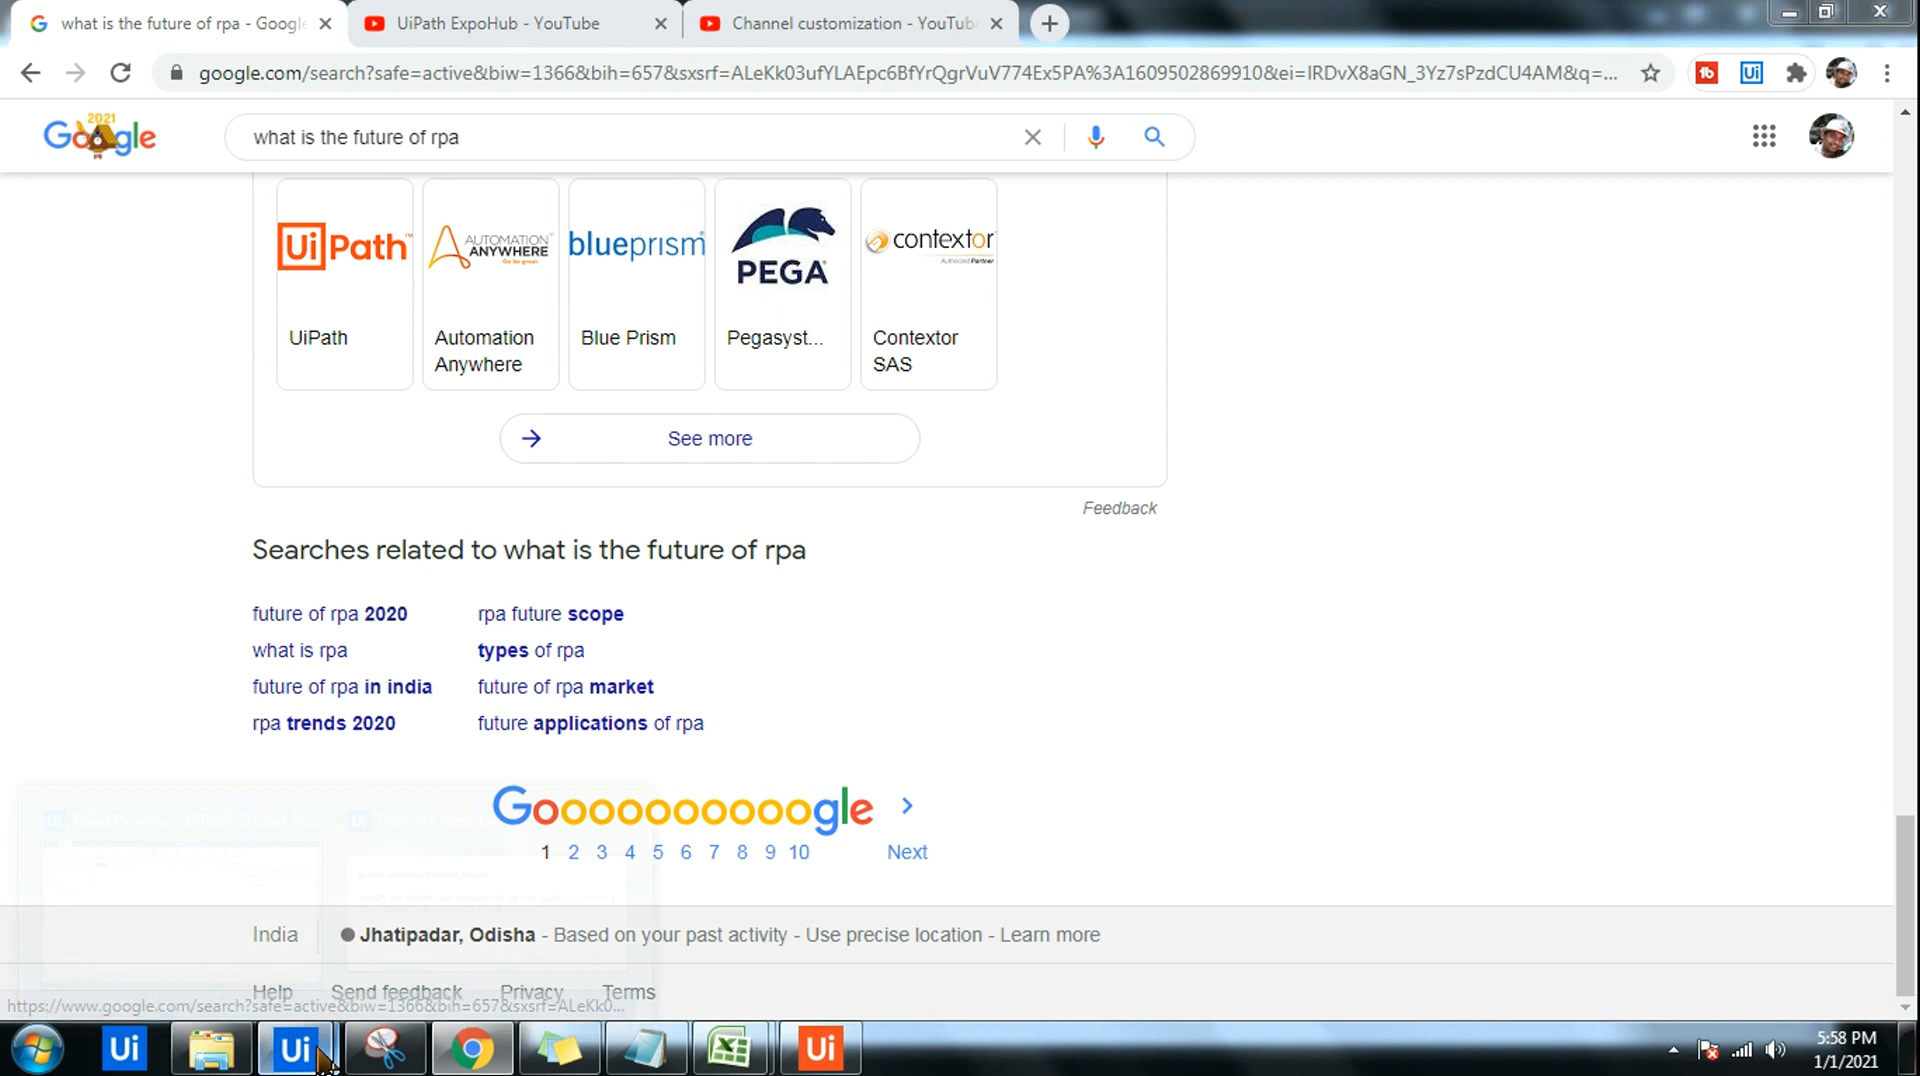 what is the future of rpa - Google
UiPath ExpoHub - YouTube
Channel customization - YouTube
google.com/search?safe=active&biw=1366&bih=657&sxsrf=ALeKk03ufYLAEpc6BfYrQgrVuV774Ex5PA%3A1609502869910&ei=IRDvX8aGN_3Yz7sPzdCU4AM&q=...
Ui
2021
Google
what is the future of rpa
UiPath
AUTOMATION ANYWHERE
Go be great.
blueprism
PEGA
contextor
Authorized Partner
UiPath
Automation Anywhere
Blue Prism
Pegasyst...
Contextor SAS
See more
Feedback
Searches related to what is the future of rpa
future of rpa 2020
rpa future scope
what is rpa
types of rpa
future of rpa in india
future of rpa market
rpa trends 2020
future applications of rpa
Goooooooooogle
1 2 3 4 5 6 7 8 9 10 Next
India
Jhatipadar, Odisha - Based on your past activity - Use precise location - Learn more
Help Send feedback Privacy Terms
https://www.google.com/search?safe=active&biw=1366&bih=657&sxsrf=ALeKk0...
Ui
Ui
Ui
5:58 PM
1/1/2021